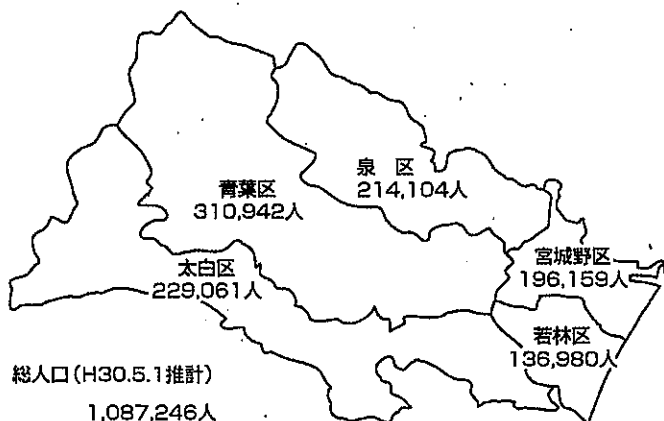 泉 区
214,104人
青葉区
310,942人
宮城野区
196,159人
太白区
229,061人
若林区
136,980人
総人口(H30.5.1推計)
1,087,246人